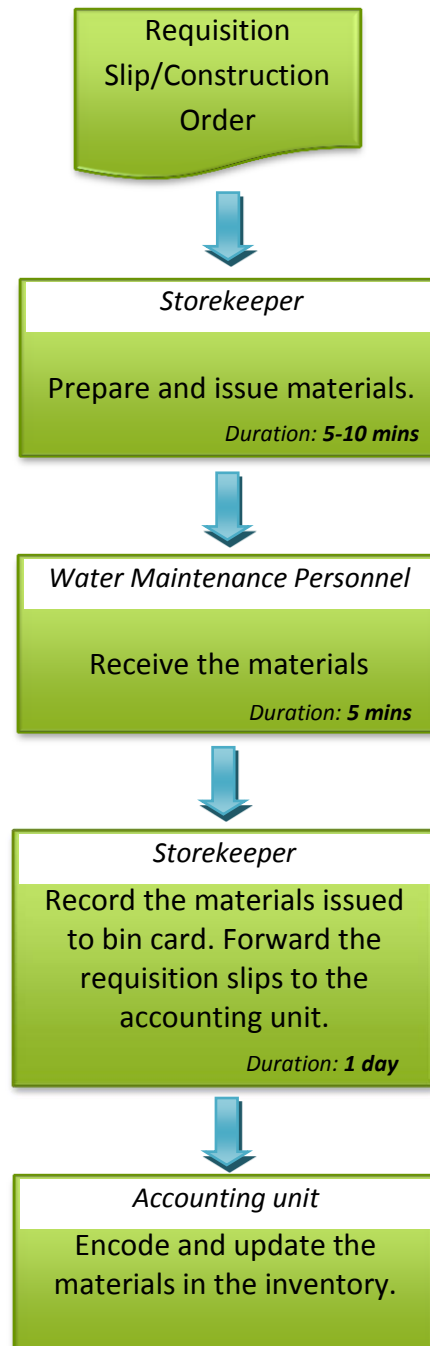 Requisition
Slip/Construction
Order
Storekeeper
Prepare and issue materials.
Duration: 5-10 mins
Water Maintenance Personnel
Receive the materials
Duration: 5 mins
Storekeeper
Record the materials issued
to bin card. Forward the
requisition slips to the
accounting unit.
Duration: 1 day
Accounting unit
Encode and update the
materials in the inventory.